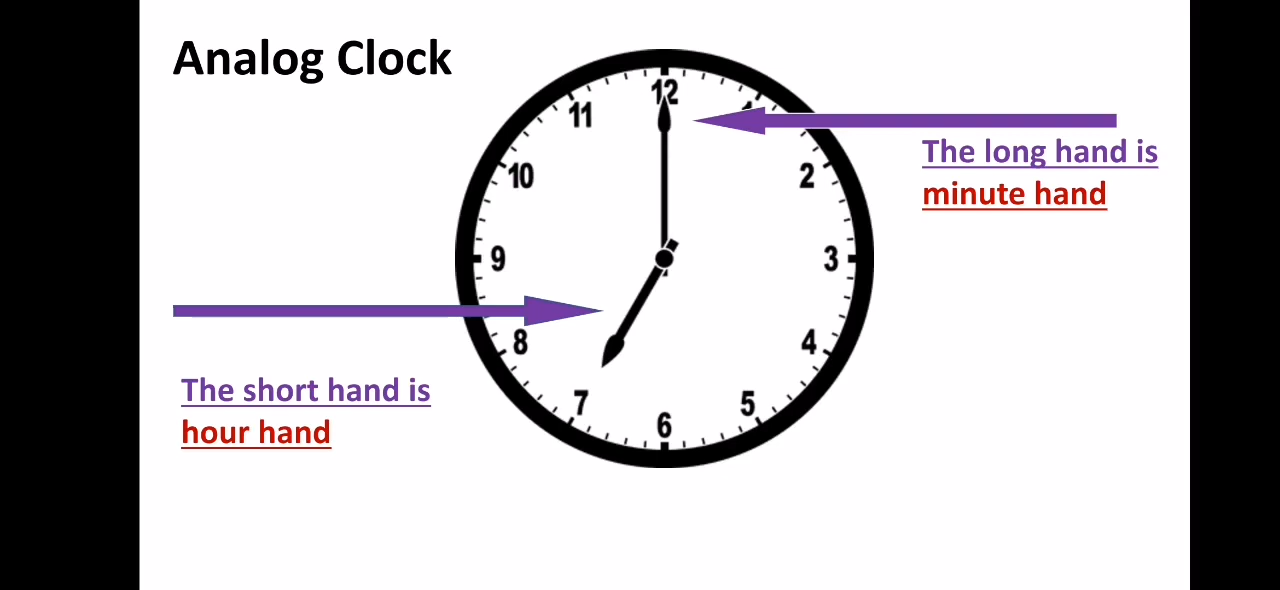 Analog Clock
12
11
10
2
9
3
8
4
7
5
6
The long hand is
minute hand
The short hand is
hour hand